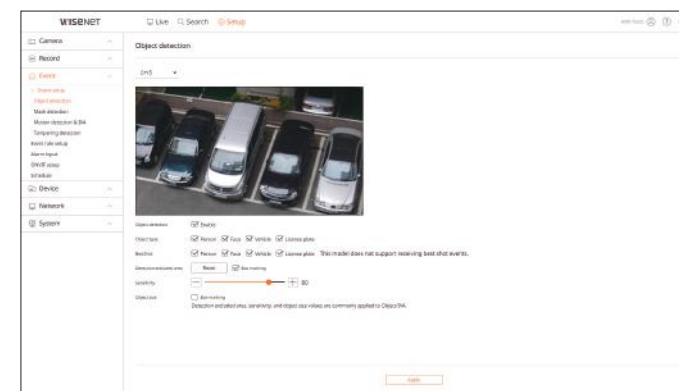 WISENET
Live Search Setup
Camera
Record
Event
Event setup
Object detection
Mask detection
Motion detection & IVA
Tampering detection
Event rule setup
Alarm input
ONVIF setup
Schedule
Device
Network
System
Object detection
Object detection Enable
Object type Person Face Vehicle License plate
Best shot Person Face Vehicle License plate This model does not support receiving best shot events.
Detection excluded area Reset Box marking
Sensitivity 80
Object size Box marking
Detection excluded area, sensitivity, and object size values are commonly applied to Object/IVA.
Apply